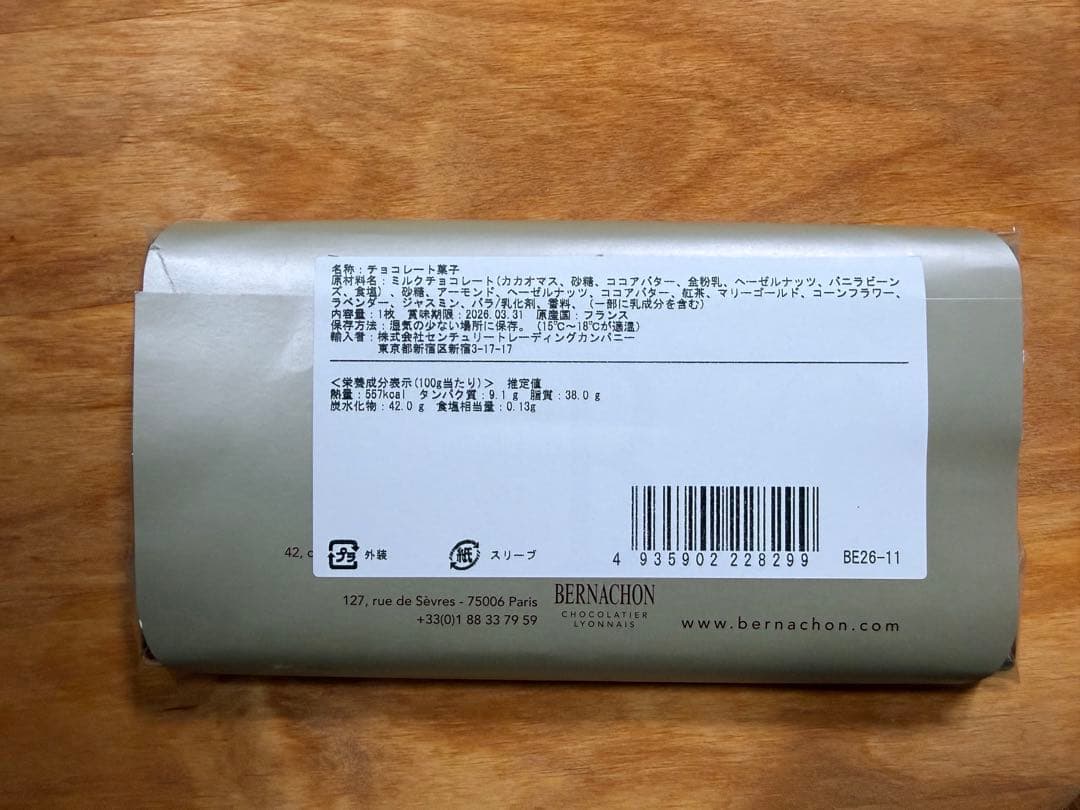 名称：チョコレート菓子
原材料名：ミルクチョコレート(カカオマス、砂糖、ココアバター、全粉乳、ヘーゼルナッツ、バニラビーン
ズ、食塩)、砂糖、アーモンド、ヘーゼルナッツ、ココアバター、紅茶、マリーゴールド、コーンフラワー、
ラベンダー、ジャスミン、バラ/乳化剤、香料、(一部に乳成分を含む)
内容量：1枚　賞味期限：2026.03.31　原産国：フランス
保存方法：湿気の少ない場所に保存。(15℃～18℃が適温)
輸入者：株式会社センチュリートレーディングカンパニー
東京都新宿区新宿3-17-17
＜栄養成分表示(100g当たり)＞　推定値
熱量：557kcal　タンパク質：9.1 g　脂質：38.0 g
炭水化物：42.0 g　食塩相当量：0.13g
プラ 外装
紙 スリーブ
4 935902 228299
BE26-11
42, c
127, rue de Sèvres - 75006 Paris
+33(0)1 88 33 79 59
BERNACHON
CHOCOLATIER
LYONNAIS
www.bernachon.com